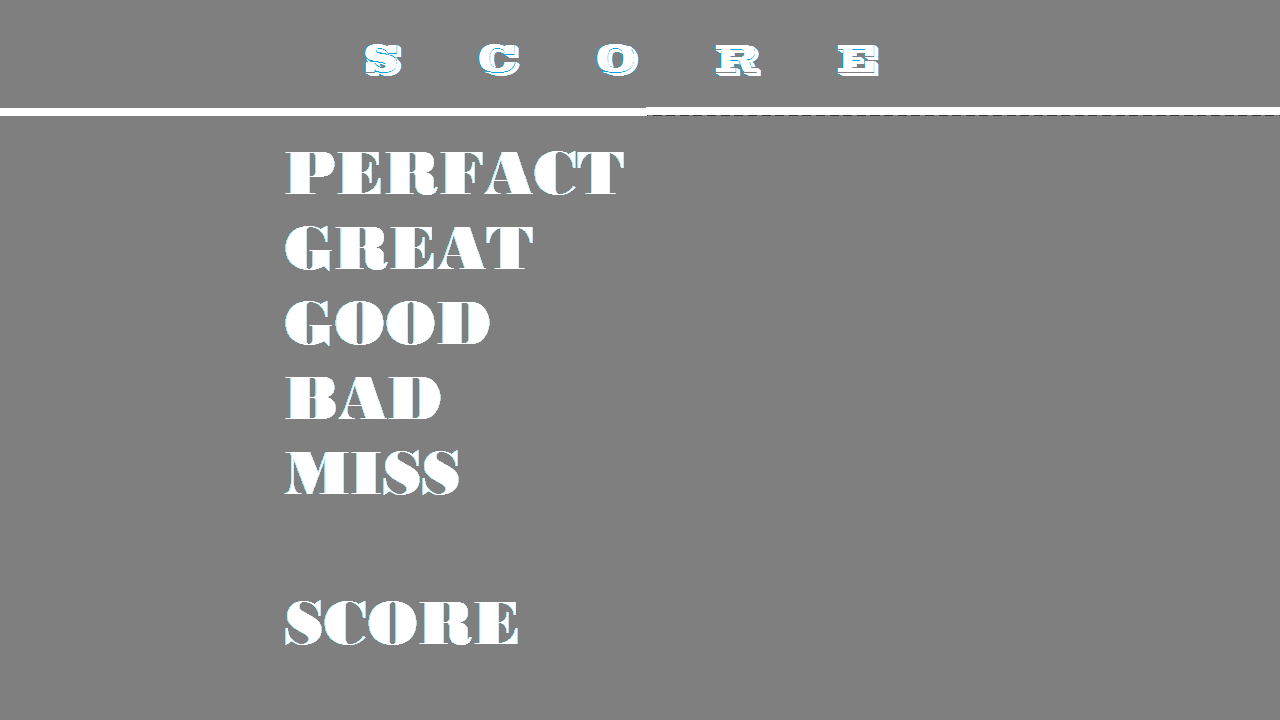 S C O R E
PERFACT
GREAT
GOOD
BAD
MISS
SCORE